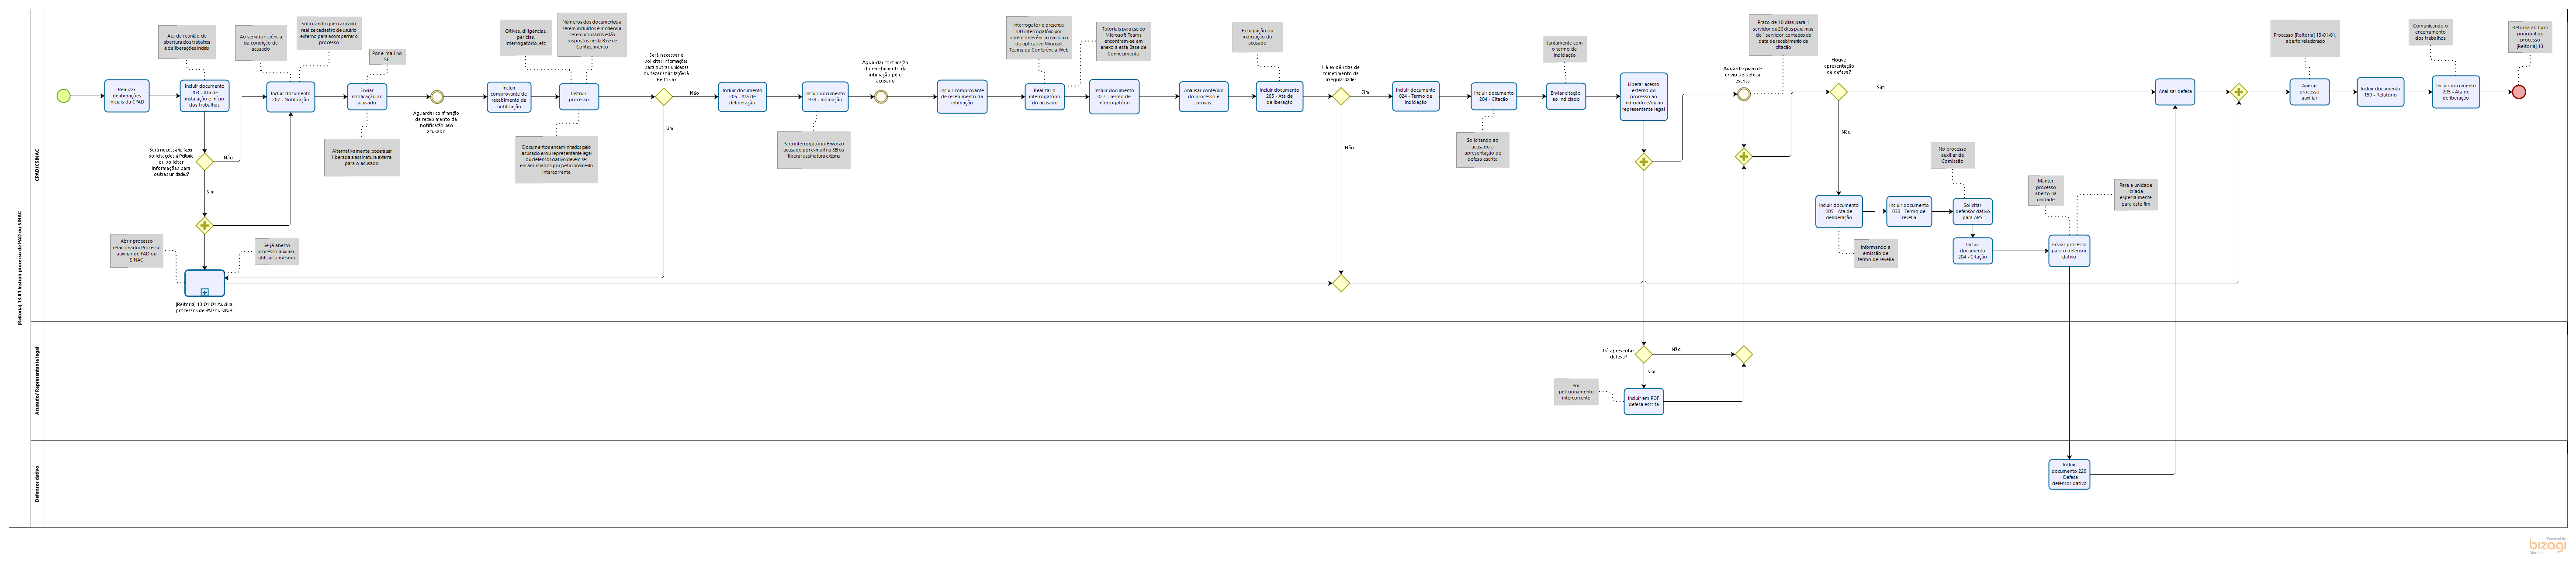 [Reitoria] 13-01 Instruir processo de PAD ou SINAC
CPAD/CSINAC
Acusado/ Representante legal
Defensor dativo
Realizar
deliberações
iniciais da CPAD
Ata de reunião de
abertura dos trabalhos
e deliberações iniciais
Incluir documento
203 - Ata de
instalação e início
dos trabalhos
Será necessário fazer
solicitações à Reitoria
ou solicitar
informações para
outras unidades?
Não
Sim
Abrir processo
relacionado: Processo
auxiliar de PAD ou
SINAC
Se já aberto
processo auxiliar,
utilizar o mesmo
[Reitoria] 13-01-01 Auxiliar
processos de PAD ou SINAC
Ao servidor ciência
da condição de
acusado
Solicitando que o acusado
realize cadastro de usuário
externo para acompanhar o
processo
Incluir documento
207 - Notificação
Por e-mail no
SEI
Enviar
notificação ao
acusado
Alternativamente, poderá ser
liberada a assinatura externa
para o acusado
Aguardar confirmação
de recebimento da
notificação pelo
acusado
Incluir
comprovante de
recebimento da
notificação
Oitivas, diligências,
perícias,
interrogatório, etc
Números dos documentos a
serem incluídos e modelos a
serem utilizados estão
dispostos nesta Base de
Conhecimento
Instruir
processo
Documentos encaminhados pelo
acusado e/ou representante legal
ou defensor dativo devem ser
encaminhados por peticionamento
intercorrente
Será necessário
solicitar informações
para outras unidades
ou fazer solicitações à
Reitoria?
Não
Sim
Incluir documento
205 - Ata de
deliberação
Incluir documento
978 - Intimação
Para interrogatório. Enviar ao
acusado por e-mail no SEI ou
liberar assinatura externa
Aguardar confirmação
do recebimento da
intimação pelo
acusado
Incluir comprovante
de recebimento da
intimação
Interrogatório presencial
OU interrogatório por
videoconferência com o uso
do aplicativo Microsoft
Teams ou Conferência Web
Realizar o
interrogatório
do acusado
Tutoriais para uso do
Microsoft Teams
encontram-se em
anexo a esta Base de
Conhecimento
Incluir documento
027 - Termo de
interrogatório
Analisar conteúdo
do processo e
provas
Exculpação ou
indiciação do
acusado
Incluir documento
205 - Ata de
deliberação
Há evidências de
cometimento de
irregularidade?
Sim
Não
Incluir documento
024 - Termo de
indiciação
Incluir documento
204 - Citação
Solicitando ao
acusado a
apresentação de
defesa escrita
Juntamente com
o termo de
indiciação
Enviar citação
ao indiciado
Liberar acesso
externo do
processo ao
indiciado e/ou ao
representante legal
Irá apresentar
defesa?
Não
Sim
Por
peticionamento
intercorrente
Incluir em PDF
defesa escrita
Aguardar prazo de
envio de defesa
escrita
Prazo de 10 dias para 1
servidor ou 20 dias para mais
de 1 servidor, contados da
data de recebimento da
citação
Houve
apresentação
de defesa?
Sim
Não
Incluir documento
205 - Ata de
deliberação
Informando a
emissão de
termo de revelia
Incluir documento
030 - Termo de
revelia
No processo
auxiliar da
Comissão
Solicitar
defensor dativo
para APS
Incluir
documento
204 - Citação
Manter
processo
aberto na
unidade
Para a unidade
criada
especialmente
para este fim
Enviar processo
para o defensor
dativo
Incluir
documento 220
- Defesa
defensor dativo
Analisar defesa
Processo [Reitoria] 13-01-01,
aberto relacionado
Anexar
processo
auxiliar
Incluir documento
159 - Relatório
Comunicando o
encerramento
dos trabalhos
Incluir documento
205 - Ata de
deliberação
Retorna ao fluxo
principal do
processo
[Reitoria] 13
Powered by
bizagi
Modeler